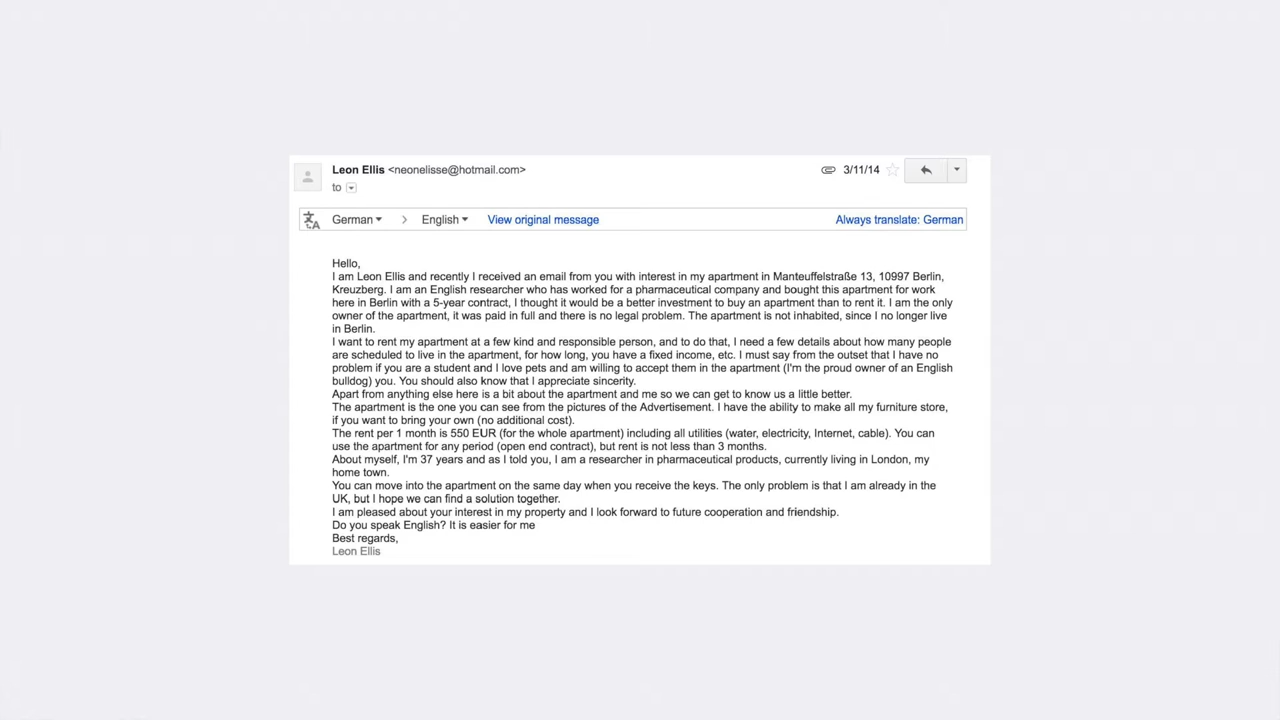 Leon Ellis <neonelisse@hotmail.com>
3/11/14
to
German
English
View original message
Always translate: German
Hello,
I am Leon Ellis and recently I received an email from you with interest in my apartment in Manteuffelstraße 13, 10997 Berlin,
Kreuzberg. I am an English researcher who has worked for a pharmaceutical company and bought this apartment for work
here in Berlin with a 5-year contract, I thought it would be a better investment to buy an apartment than to rent it. I am the only
owner of the apartment, it was paid in full and there is no legal problem. The apartment is not inhabited, since I no longer live
in Berlin.
I want to rent my apartment at a few kind and responsible person, and to do that, I need a few details about how many people
are scheduled to live in the apartment, for how long, you have a fixed income, etc. I must say from the outset that I have no
problem if you are a student and I love pets and am willing to accept them in the apartment (I'm the proud owner of an English
bulldog) you. You should also know that I appreciate sincerity.
Apart from anything else here is a bit about the apartment and me so we can get to know us a little better.
The apartment is the one you can see from the pictures of the Advertisement. I have the ability to make all my furniture store,
if you want to bring your own (no additional cost).
The rent per 1 month is 550 EUR (for the whole apartment) including all utilities (water, electricity, Internet, cable). You can
use the apartment for any period (open end contract), but rent is not less than 3 months.
About myself, I'm 37 years and as I told you, I am a researcher in pharmaceutical products, currently living in London, my
home town.
You can move into the apartment on the same day when you receive the keys. The only problem is that I am already in the
UK, but I hope we can find a solution together.
I am pleased about your interest in my property and I look forward to future cooperation and friendship.
Do you speak English? It is easier for me
Best regards,
Leon Ellis